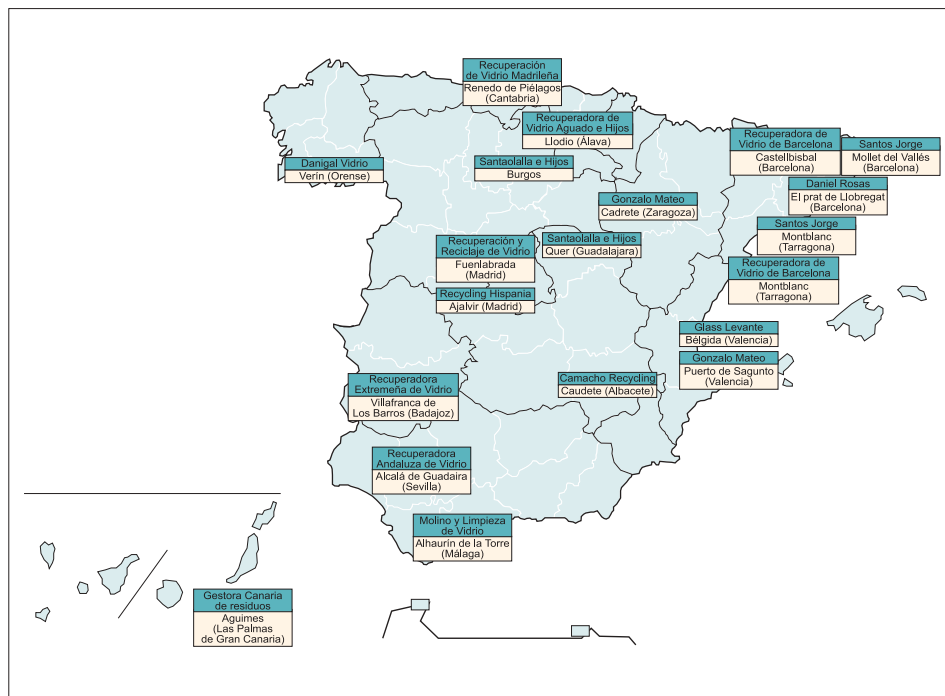 Recuperación
de Vidrio Madrileña
Renedo de Piélagos
(Cantabria)
Recuperadora de
Vidrio Aguado e Hijos
Llodio (Álava)
Recuperadora de
Vidrio de Barcelona
Castellbisbal
(Barcelona)
Santos Jorge
Mollet del Vallés
(Barcelona)
Danigal Vidrio
Verín (Orense)
Santaolalla e Hijos
Burgos
Daniel Rosas
El prat de Llobregat
(Barcelona)
Gonzalo Mateo
Cadrete (Zaragoza)
Santos Jorge
Montblanc
(Tarragona)
Recuperación y
Reciclaje de Vidrio
Fuenlabrada
(Madrid)
Santaolalla e Hijos
Quer (Guadalajara)
Recuperadora de
Vidrio de Barcelona
Montblanc
(Tarragona)
Recycling Hispania
Ajalvir (Madrid)
Glass Levante
Bélgida (Valencia)
Gonzalo Mateo
Puerto de Sagunto
(Valencia)
Recuperadora
Extremeña de Vidrio
Villafranca de
Los Barros (Badajoz)
Camacho Recycling
Caudete (Albacete)
Recuperadora
Andaluza de Vidrio
Alcalá de Guadaira
(Sevilla)
Molino y Limpieza
de Vidrio
Alhaurín de la Torre
(Málaga)
Gestora Canaria
de residuos
Aguimes
(Las Palmas
de Gran Canaria)